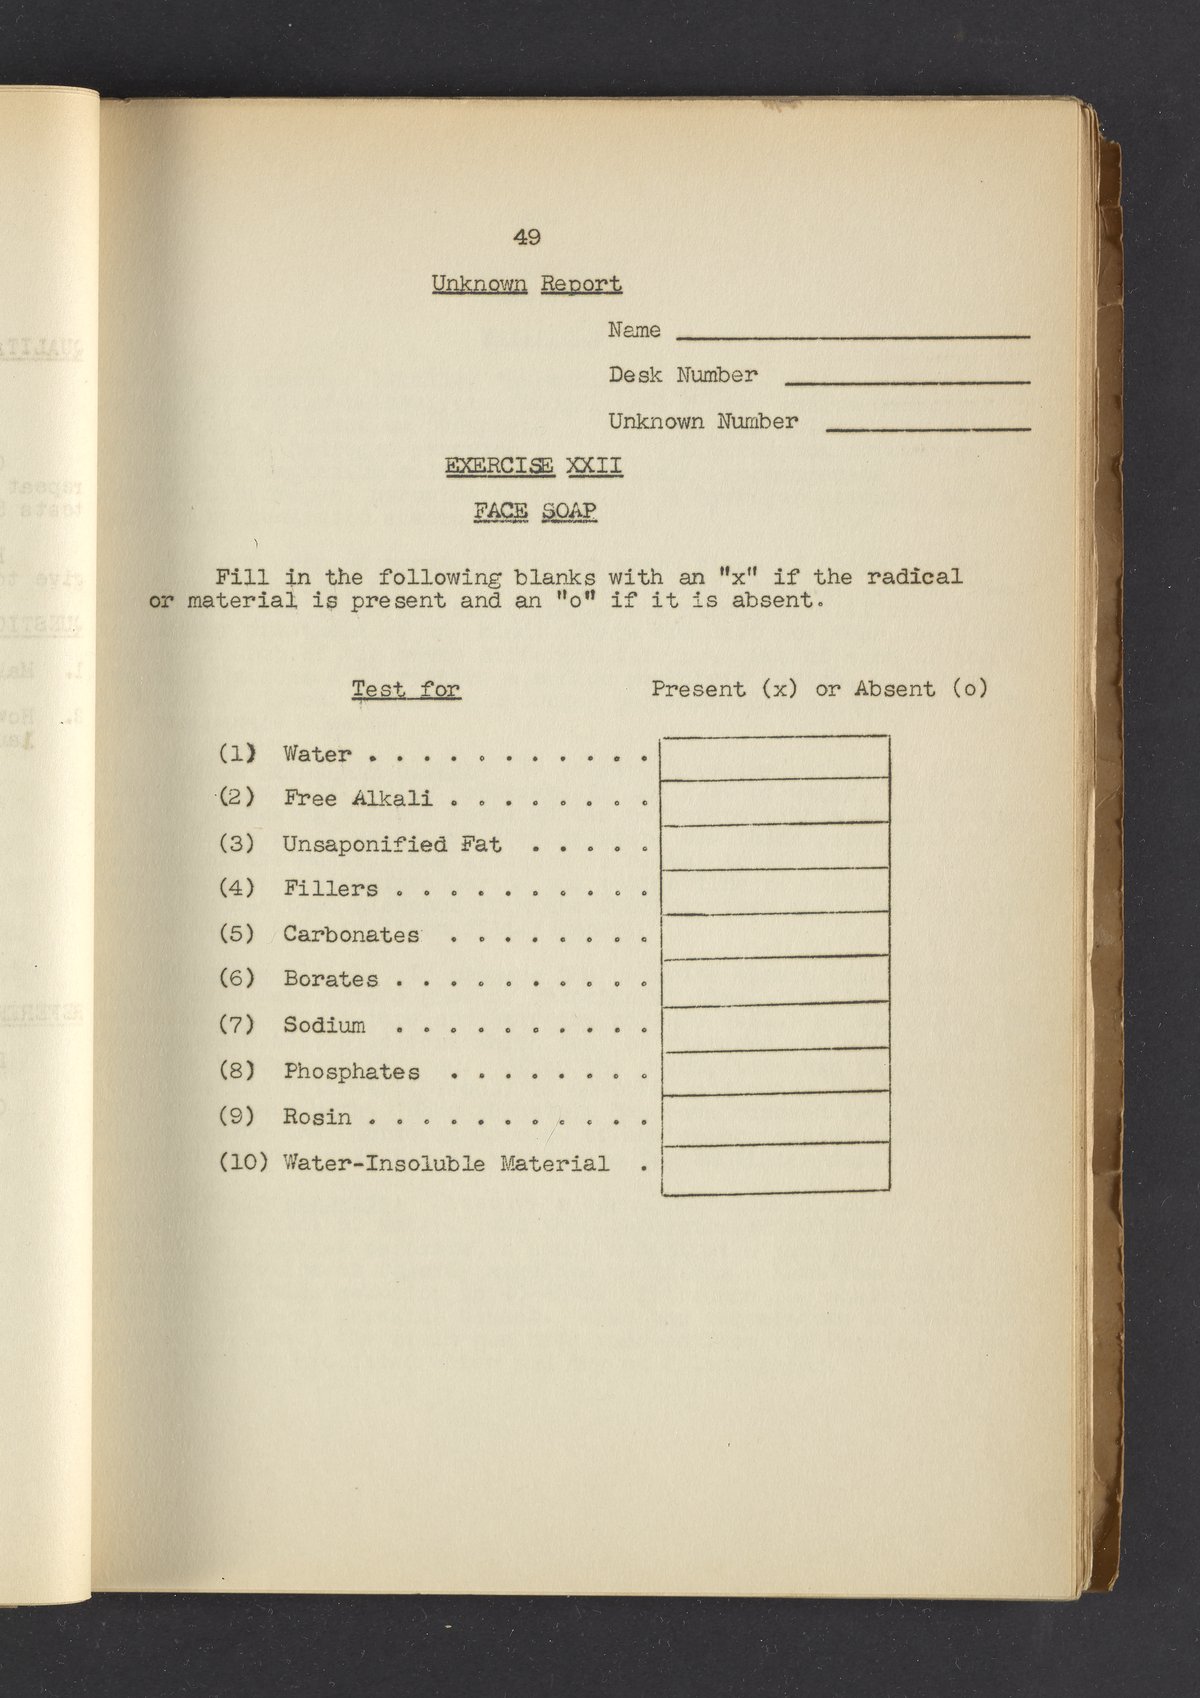 49
Unknown Report
Name
Desk Number
Unknown Number
EXERCISE XXII
FACE SOAP
Fill in the following blanks with an "x" if the radical
or material is present and an "o" if it is absent.
Test for Present (x) or Absent (o)
(1) Water . . . . . . . . . . .
(2) Free Alkali . . . . . . . .
(3) Unsaponified Fat . . . . .
(4) Fillers . . . . . . . . . .
(5) Carbonates . . . . . . . .
(6) Borates . . . . . . . . . .
(7) Sodium . . . . . . . . . .
(8) Phosphates . . . . . . . .
(9) Rosin . . . . . . . . . . .
(10) Water-Insoluble Material .